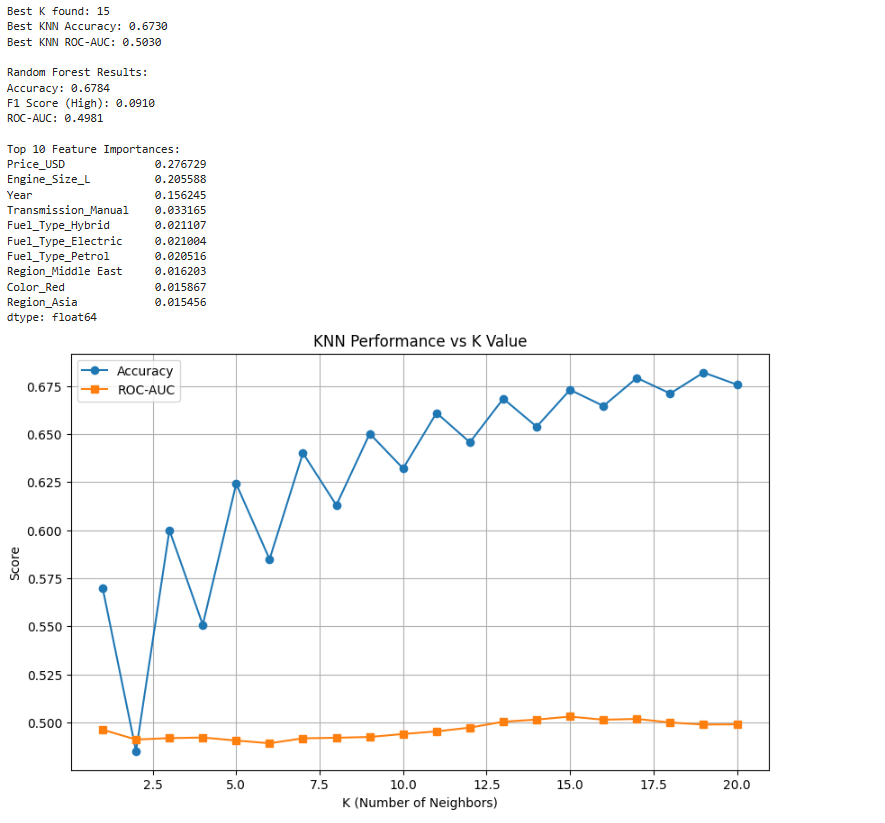 Best K found: 15
Best KNN Accuracy: 0.6730
Best KNN ROC-AUC: 0.5030
Random Forest Results:
Accuracy: 0.6784
F1 Score (High): 0.0910
ROC-AUC: 0.4981
Top 10 Feature Importances:
Price_USD 0.276729
Engine_Size_L 0.205588
Year 0.156245
Transmission_Manual 0.033165
Fuel_Type_Hybrid 0.021107
Fuel_Type_Electric 0.021004
Fuel_Type_Petrol 0.020516
Region_Middle East 0.016203
Color_Red 0.015867
Region_Asia 0.015456
dtype: float64
KNN Performance vs K Value
Accuracy
ROC-AUC
Score
0.675
0.650
0.625
0.600
0.575
0.550
0.525
0.500
2.5 5.0 7.5 10.0 12.5 15.0 17.5 20.0
K (Number of Neighbors)